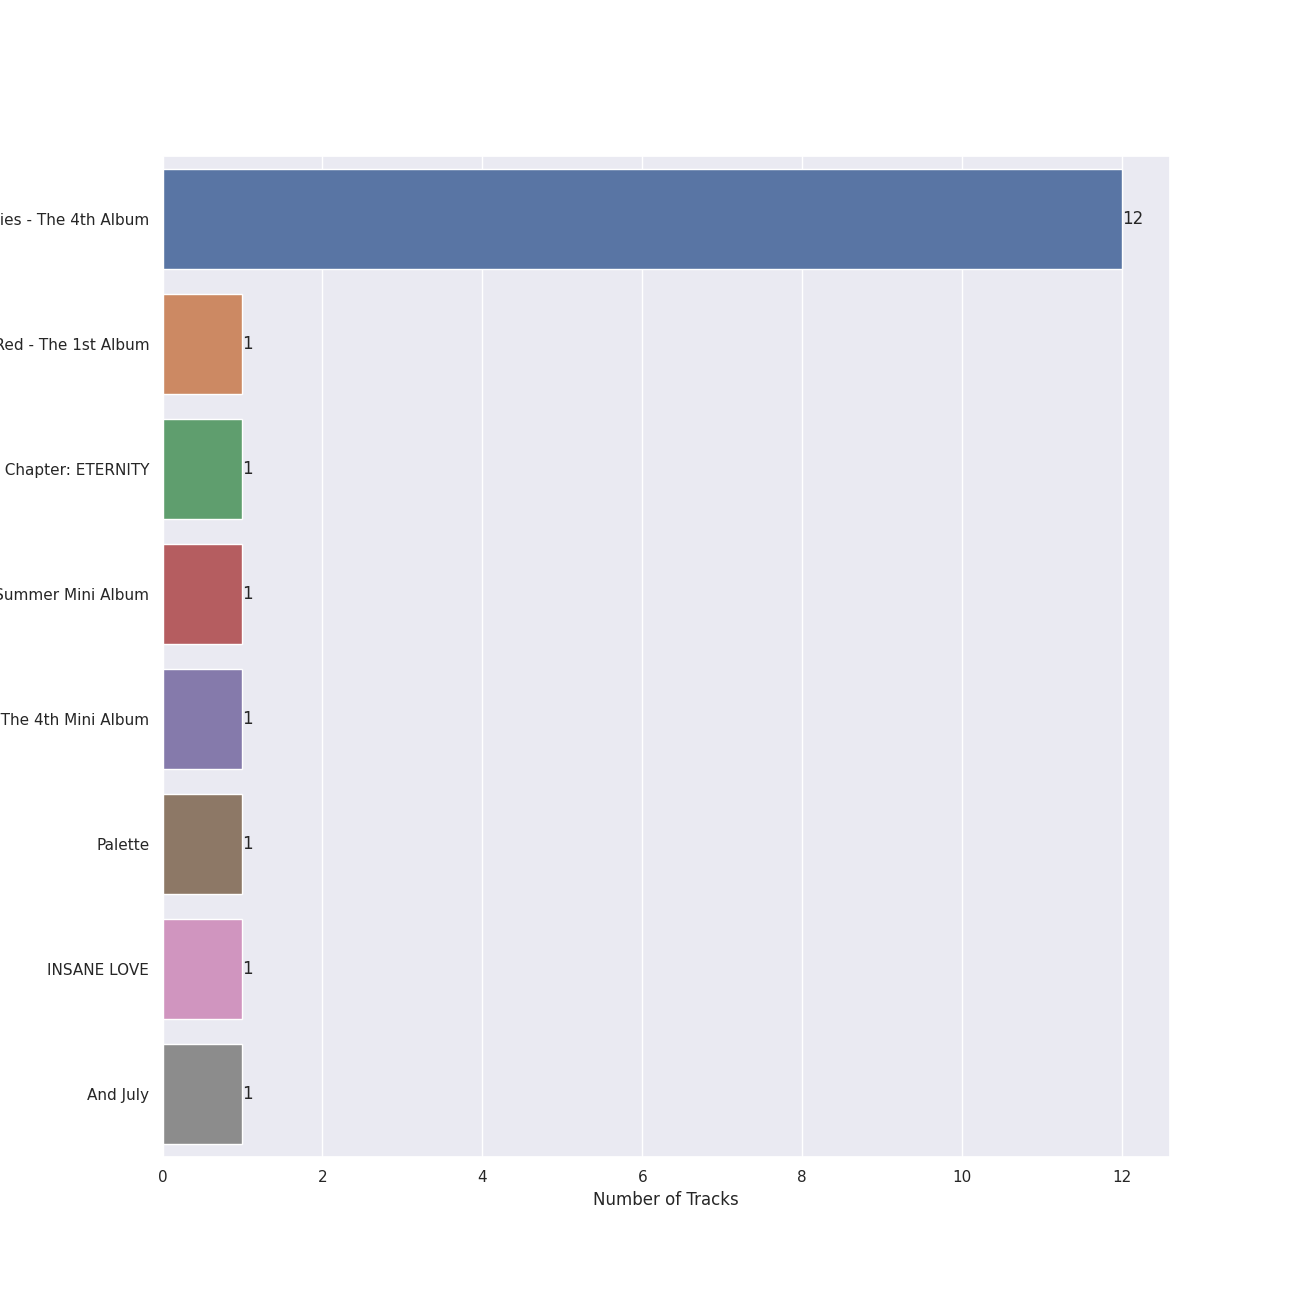 ies - The 4th Album
12
Red - The 1st Album
1
Chapter: ETERNITY
1
Summer Mini Album
1
The 4th Mini Album
1
Palette
1
INSANE LOVE
1
And July
1
0 2 4 6 8 10 12
Number of Tracks